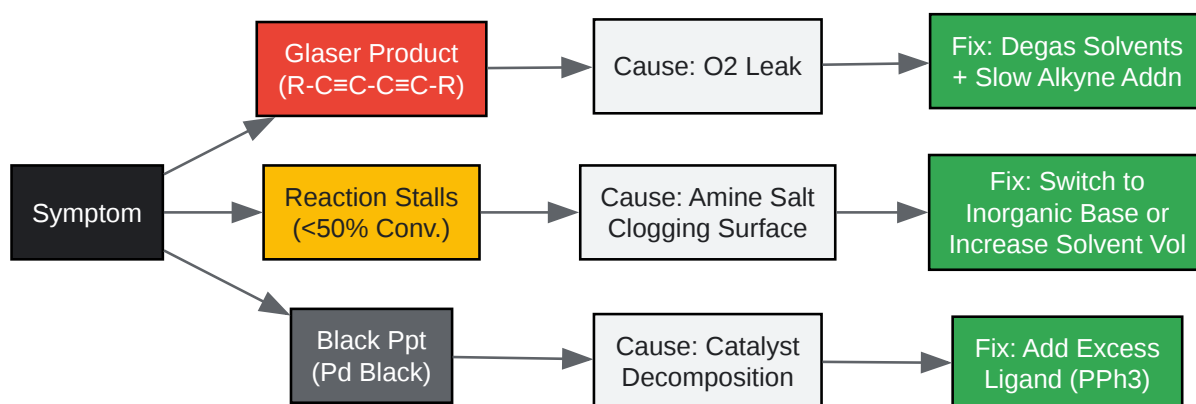 Symptom
Glaser Product
(R-C≡C-C≡C-R)
Cause: O2 Leak
Fix: Degas Solvents
+ Slow Alkyne Addn
Reaction Stalls
(<50% Conv.)
Cause: Amine Salt
Clogging Surface
Fix: Switch to
Inorganic Base or
Increase Solvent Vol
Black Ppt
(Pd Black)
Cause: Catalyst
Decomposition
Fix: Add Excess
Ligand (PPh3)